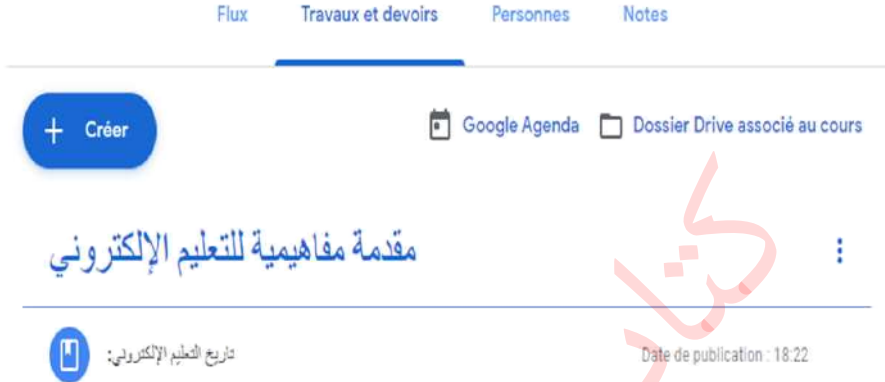 Flux Travaux et devoirs Personnes Notes
+ Créer Google Agenda Dossier Drive associé au cours
مقدمة مفاهيمية للتعليم الإلكتروني
تاريخ التعليم الإلكتروني: Date de publication : 18:22